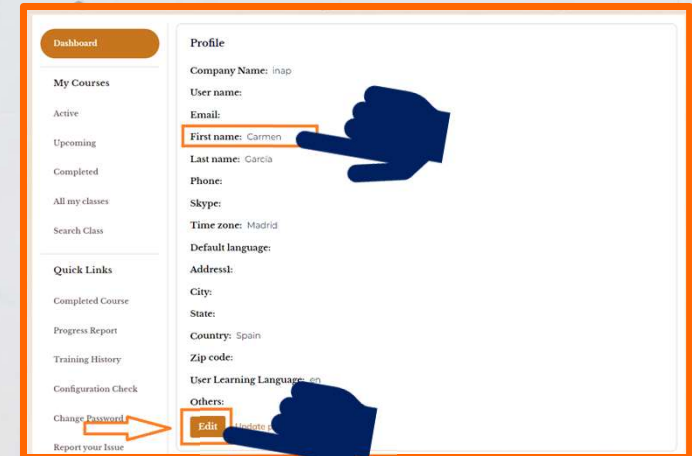 Dashboard
My Courses
Active
Upcoming
Completed
All my classes
Search Class
Quick Links
Completed Course
Progress Report
Training History
Configuration Check
Change Password
Report your Issue
Profile
Company Name: inap
User name:
Email:
First name: Carmen
Last name: García
Phone:
Skype:
Time zone: Madrid
Default language:
Address1:
City:
State:
Country: Spain
Zip code:
User Learning Language: en
Others:
Edit Update